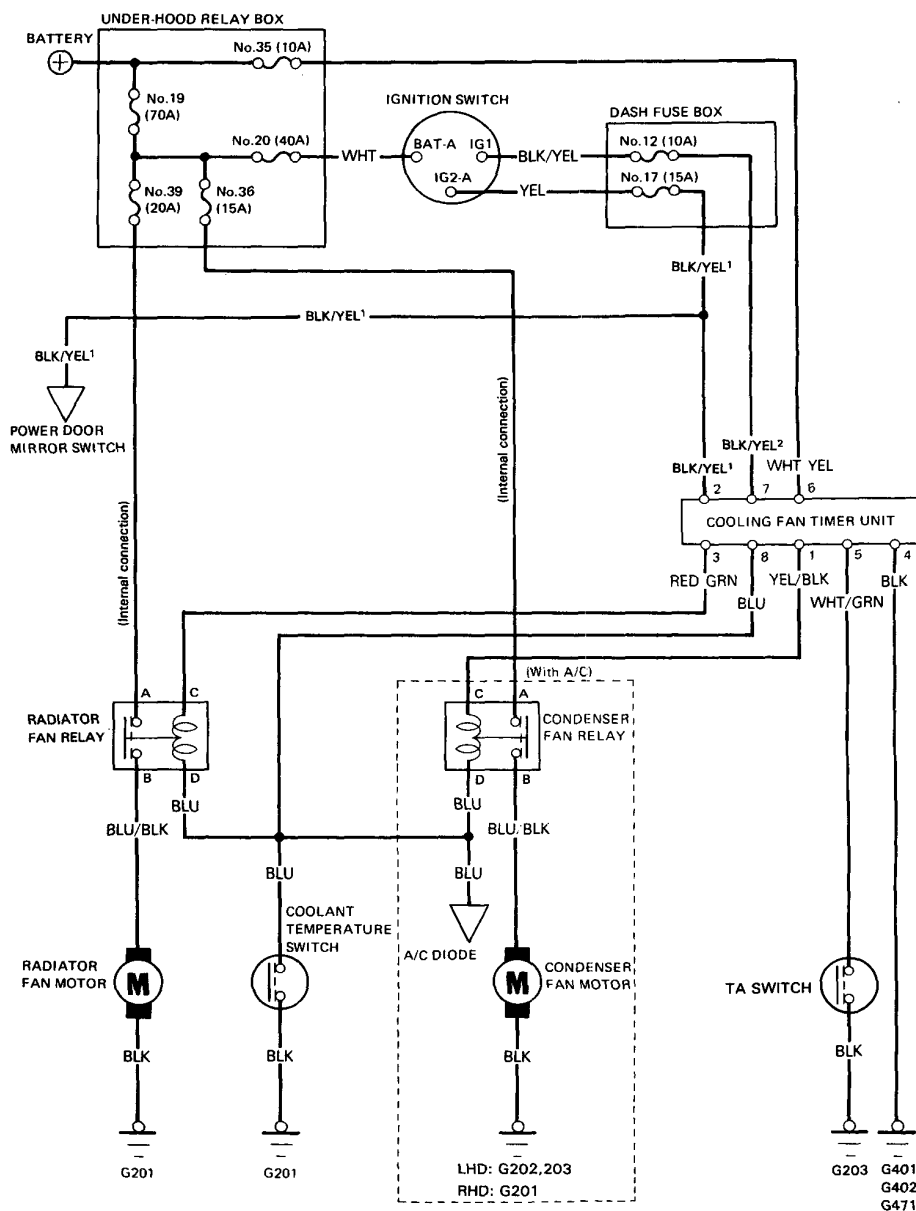 UNDER-HOOD RELAY BOX
BATTERY
No.35 (10A)
No.19
(70A)
No.20 (40A)
No.39
(20A)
No.36
(15A)
WHT
IGNITION SWITCH
BAT-A
IG1
IG2-A
BLK/YEL
YEL
DASH FUSE BOX
No.12 (10A)
No.17 (15A)
BLK/YEL¹
BLK/YEL¹
BLK/YEL¹
POWER DOOR
MIRROR SWITCH
(Internal connection)
(Internal connection)
BLK/YEL¹
BLK/YEL²
WHT YEL
2
7
6
COOLING FAN TIMER UNIT
3
8
1
5
4
RED GRN
BLU
YEL/BLK
WHT/GRN
BLK
(With A/C)
A
C
RADIATOR
FAN RELAY
B
D
C
A
CONDENSER
FAN RELAY
D
B
BLU
BLU/BLK
BLU
BLU/BLK
BLU
BLU
COOLANT
TEMPERATURE
SWITCH
A/C DIODE
RADIATOR
FAN MOTOR
M
M
CONDENSER
FAN MOTOR
TA SWITCH
BLK
BLK
BLK
BLK
G201
G201
LHD: G202,203
RHD: G201
G203
G401
G402
G471